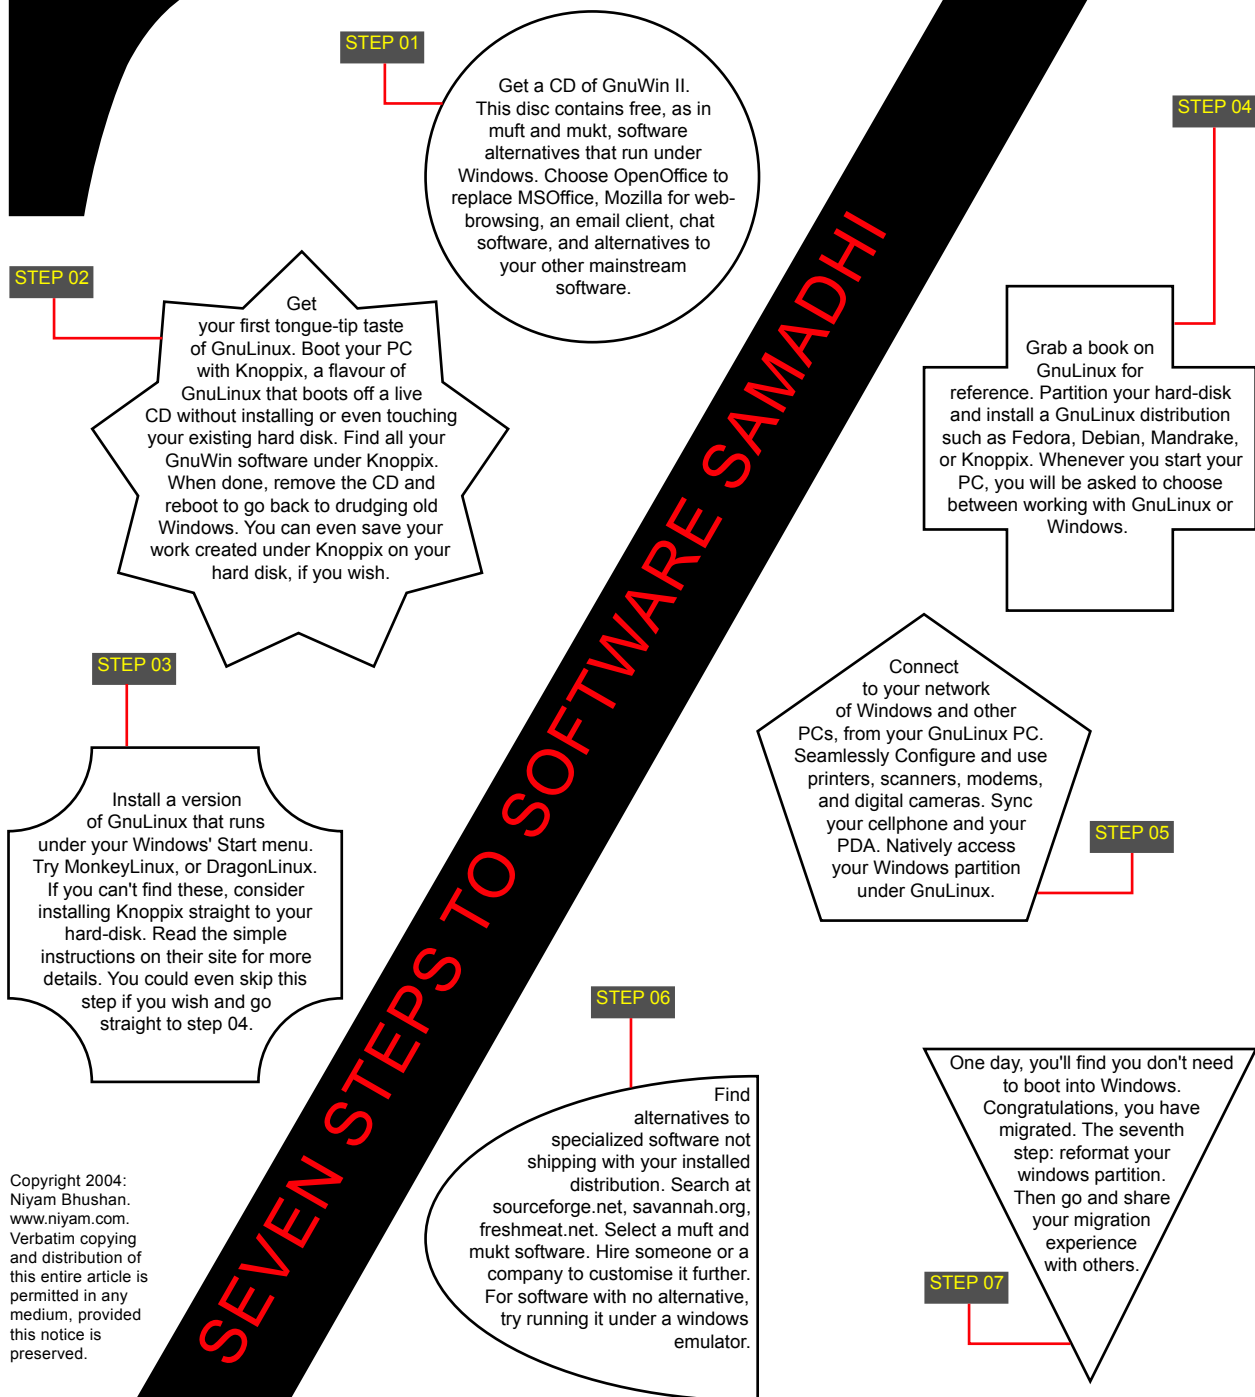 STEP 01
Get a CD of GnuWin II.
This disc contains free, as in
muft and mukt, software
alternatives that run under
Windows. Choose OpenOffice to
replace MSOffice, Mozilla for web-
browsing, an email client, chat
software, and alternatives to
your other mainstream
software.
STEP 02
Get
your first tongue-tip taste
of GnuLinux. Boot your PC
with Knoppix, a flavour of
GnuLinux that boots off a live
CD without installing or even touching
your existing hard disk. Find all your
GnuWin software under Knoppix.
When done, remove the CD and
reboot to go back to drudging old
Windows. You can even save your
work created under Knoppix on your
hard disk, if you wish.
STEP 03
Install a version
of GnuLinux that runs
under your Windows' Start menu.
Try MonkeyLinux, or DragonLinux.
If you can't find these, consider
installing Knoppix straight to your
hard-disk. Read the simple
instructions on their site for more
details. You could even skip this
step if you wish and go
straight to step 04.
SEVEN STEPS TO SOFTWARE SAMADHI
STEP 04
Grab a book on
GnuLinux for
reference. Partition your hard-disk
and install a GnuLinux distribution
such as Fedora, Debian, Mandrake,
or Knoppix. Whenever you start your
PC, you will be asked to choose
between working with GnuLinux or
Windows.
Connect
to your network
of Windows and other
PCs, from your GnuLinux PC.
Seamlessly Configure and use
printers, scanners, modems,
and digital cameras. Sync
your cellphone and your
PDA. Natively access
your Windows partition
under GnuLinux.
STEP 05
STEP 06
Find
alternatives to
specialized software not
shipping with your installed
distribution. Search at
sourceforge.net, savannah.org,
freshmeat.net. Select a muft and
mukt software. Hire someone or a
company to customise it further.
For software with no alternative,
try running it under a windows
emulator.
One day, you'll find you don't need
to boot into Windows.
Congratulations, you have
migrated. The seventh
step: reformat your
windows partition.
Then go and share
your migration
experience
with others.
STEP 07
Copyright 2004:
Niyam Bhushan.
www.niyam.com.
Verbatim copying
and distribution of
this entire article is
permitted in any
medium, provided
this notice is
preserved.